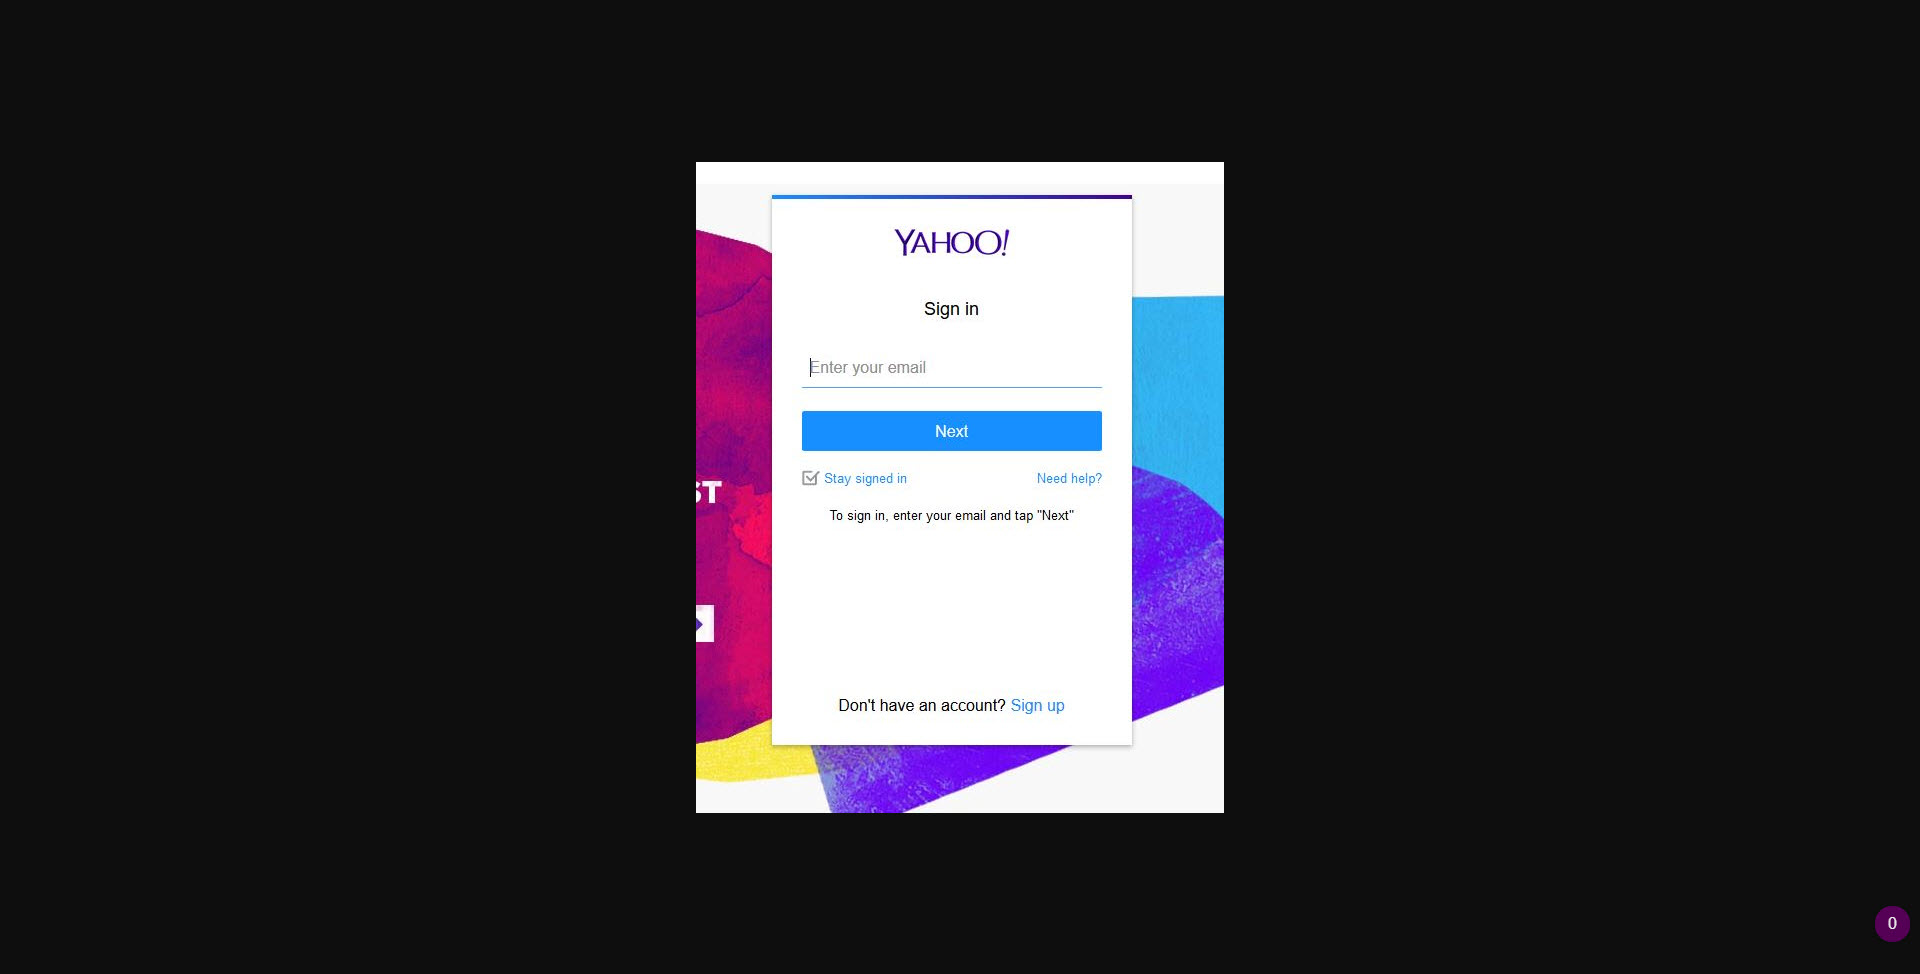 YAHOO!
Sign in
Enter your email
Next
Stay signed in
Need help?
To sign in, enter your email and tap "Next"
ST
Don't have an account? Sign up
0